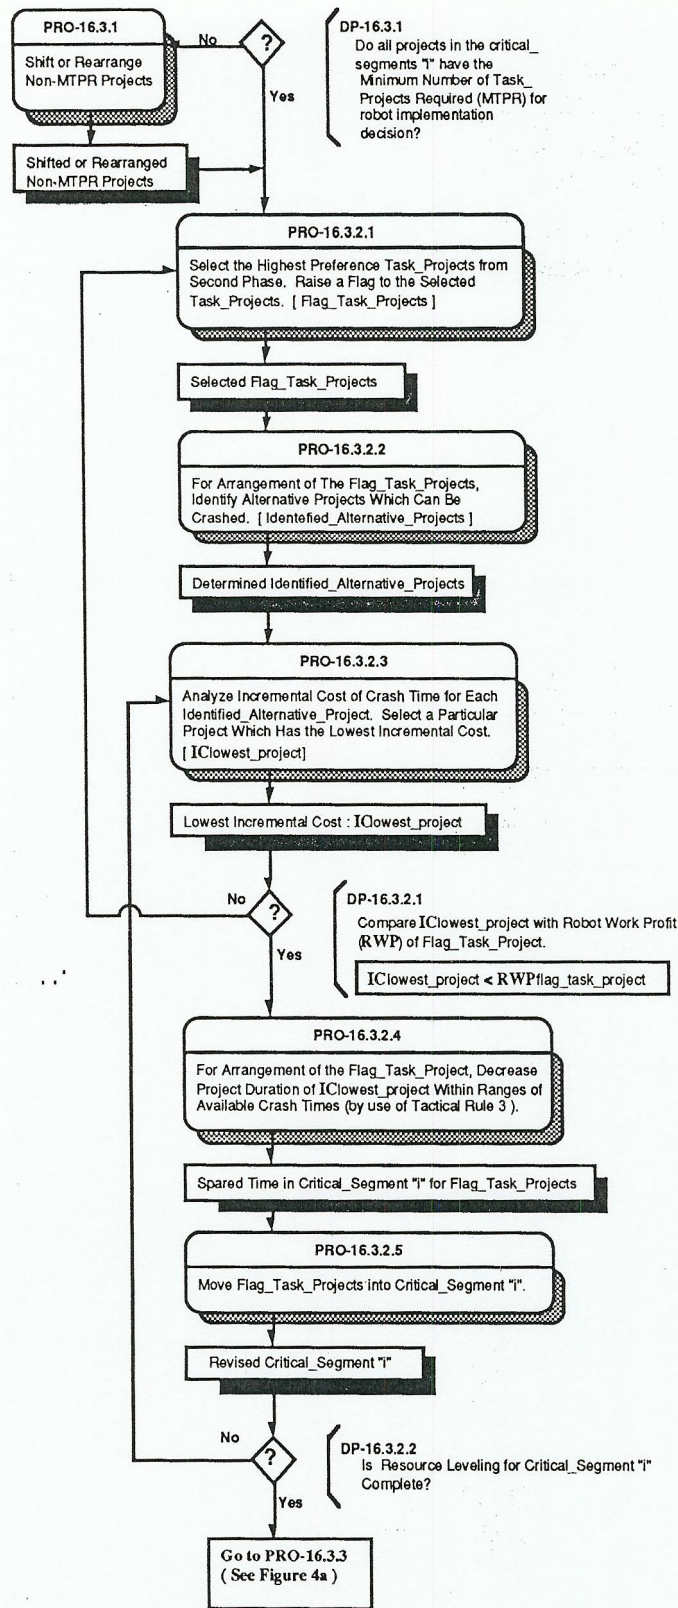 PRO-16.3.1
Shift or Rearrange
Non-MTPR Projects
No
?
Yes
DP-16.3.1
Do all projects in the critical_
segments "i" have the
Minimum Number of Task_
Projects Required (MTPR) for
robot implementation
decision?
Shifted or Rearranged
Non-MTPR Projects
PRO-16.3.2.1
Select the Highest Preference Task_Projects from
Second Phase. Raise a Flag to the Selected
Task_Projects. [ Flag_Task_Projects ]
Selected Flag_Task_Projects
PRO-16.3.2.2
For Arrangement of The Flag_Task_Projects,
Identify Alternative Projects Which Can Be
Crashed. [ Identefied_Alternative_Projects ]
Determined Identified_Alternative_Projects
PRO-16.3.2.3
Analyze Incremental Cost of Crash Time for Each
Identified_Alternative_Project. Select a Particular
Project Which Has the Lowest Incremental Cost.
[ IClowest_project]
Lowest Incremental Cost : IClowest_project
No
?
Yes
DP-16.3.2.1
Compare IClowest_project with Robot Work Profit
(RWP) of Flag_Task_Project.
IClowest_project < RWPflag_task_project
PRO-16.3.2.4
For Arrangement of the Flag_Task_Project, Decrease
Project Duration of IClowest_project Within Ranges of
Available Crash Times (by use of Tactical Rule 3 ).
Spared Time in Critical_Segment "i" for Flag_Task_Projects
PRO-16.3.2.5
Move Flag_Task_Projects into Critical_Segment "i".
Revised Critical_Segment "i"
No
?
Yes
DP-16.3.2.2
Is Resource Leveling for Critical_Segment "i"
Complete?
Go to PRO-16.3.3
( See Figure 4a )